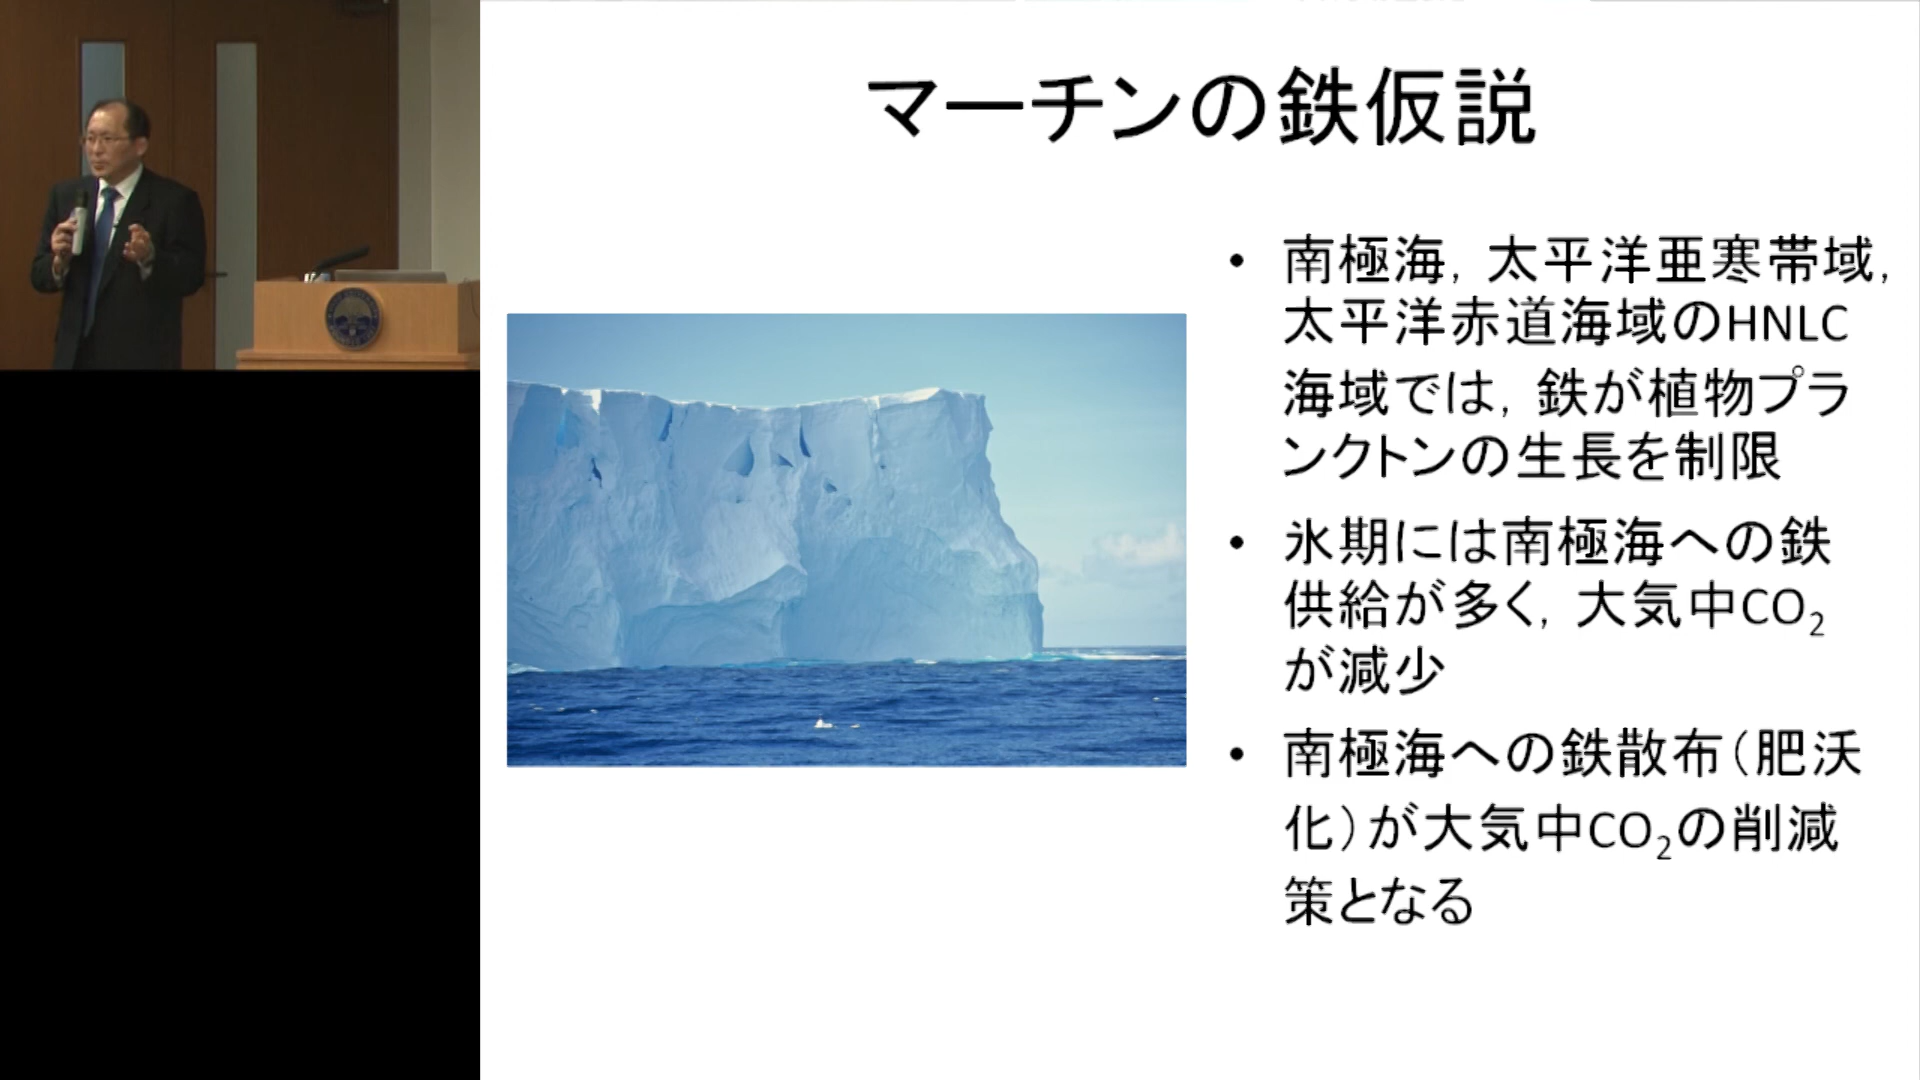 マーチンの鉄仮説
• 南極海，太平洋亜寒帯域，
太平洋赤道海域のHNLC
海域では，鉄が植物プラ
ンクトンの生長を制限
• 氷期には南極海への鉄
供給が多く，大気中CO₂
が減少
• 南極海への鉄散布（肥沃
化）が大気中CO₂の削減
策となる